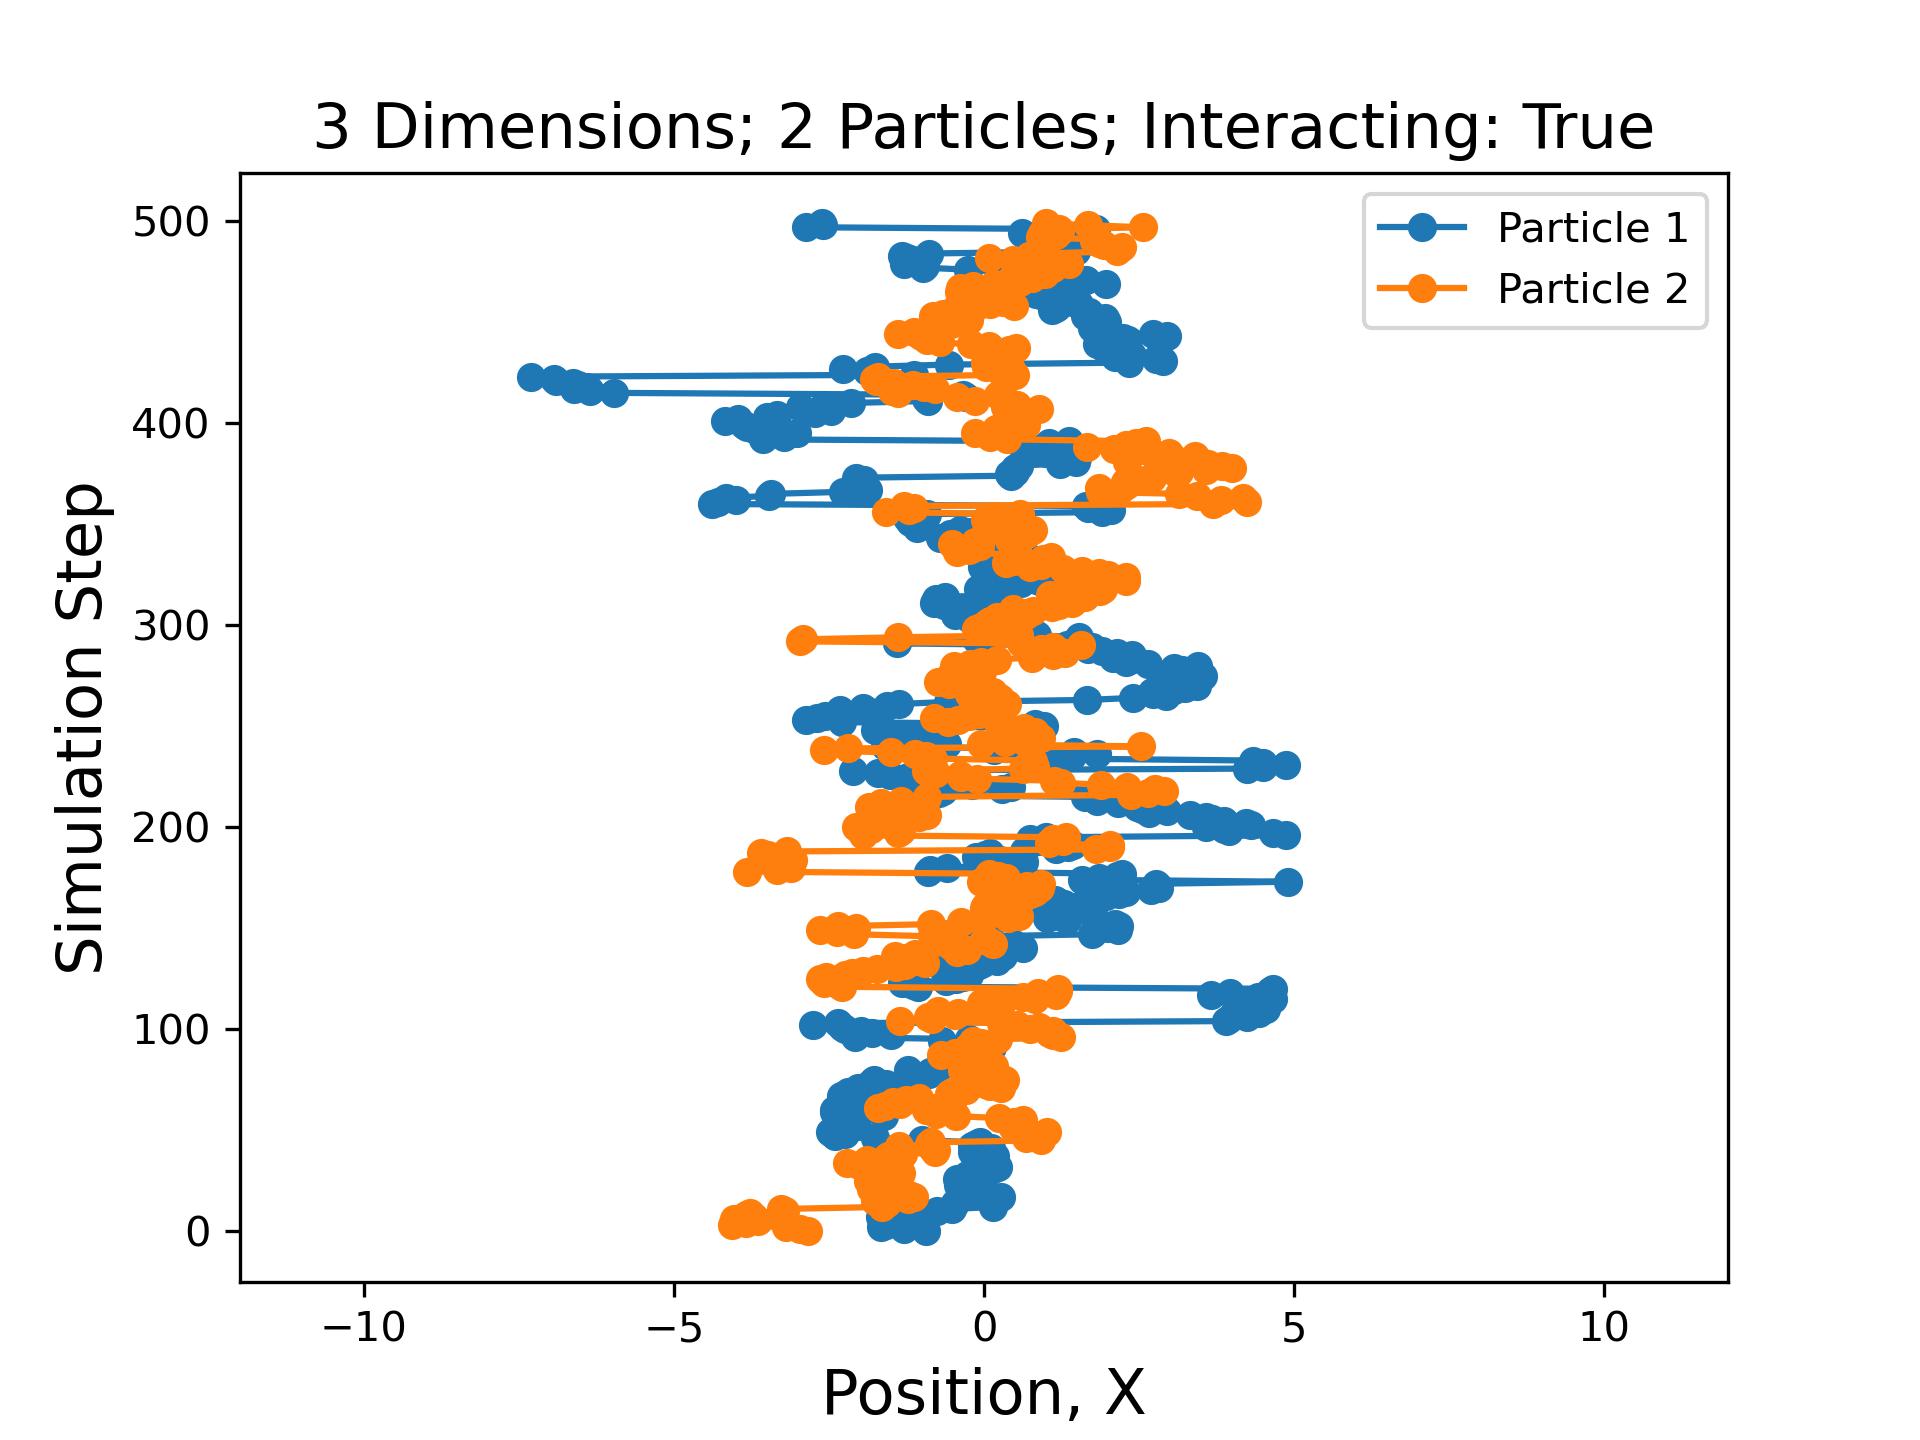 3 Dimensions; 2 Particles; Interacting: True
Particle 1
Particle 2
500
400
300
200
100
0
Simulation Step
−10
−5
0
5
10
Position, X